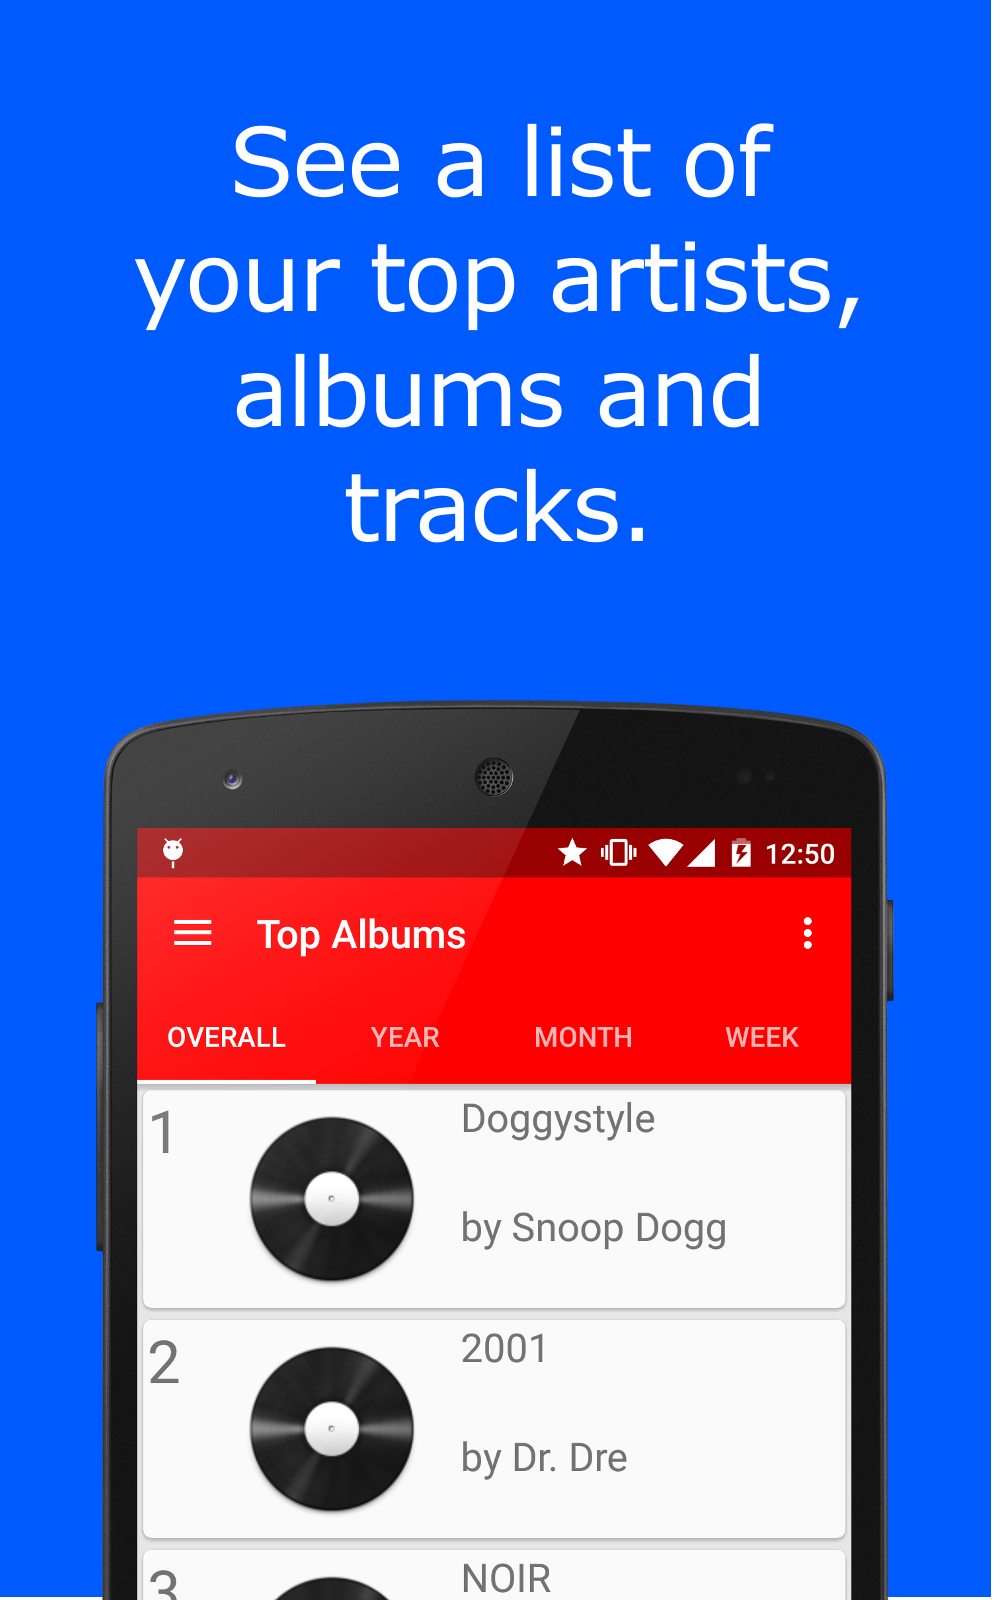 See a list of
your top artists,
albums and
tracks.
12:50
Top Albums
OVERALL YEAR MONTH WEEK
1
Doggystyle
by Snoop Dogg
2
2001
by Dr. Dre
3
NOIR